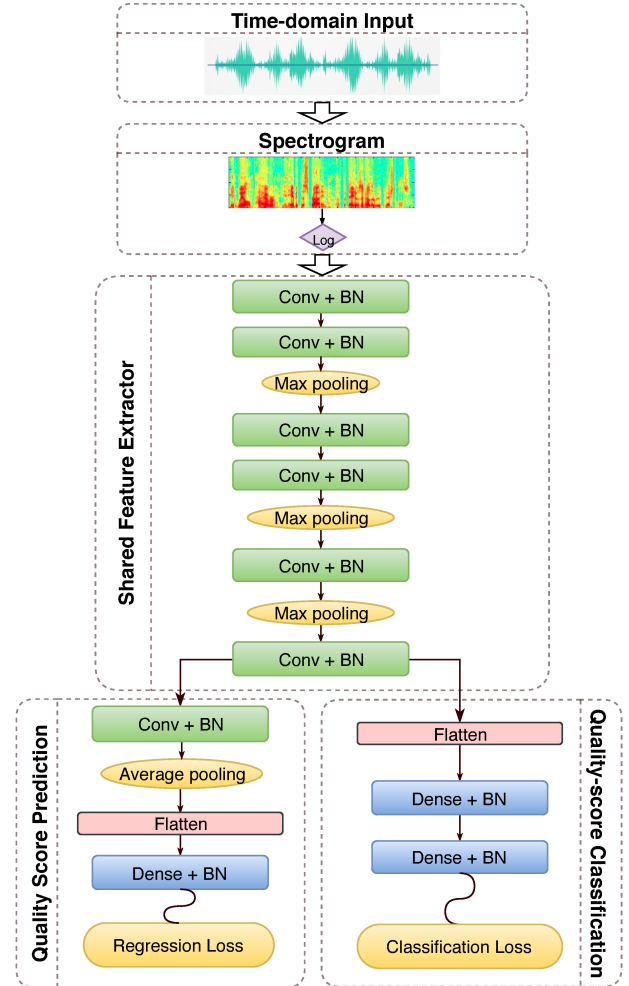 Time-domain Input
Spectrogram
Log
Shared Feature Extractor
Conv + BN
Conv + BN
Max pooling
Conv + BN
Conv + BN
Max pooling
Conv + BN
Max pooling
Conv + BN
Quality Score Prediction
Conv + BN
Average pooling
Flatten
Dense + BN
Regression Loss
Quality-score Classification
Flatten
Dense + BN
Dense + BN
Classification Loss